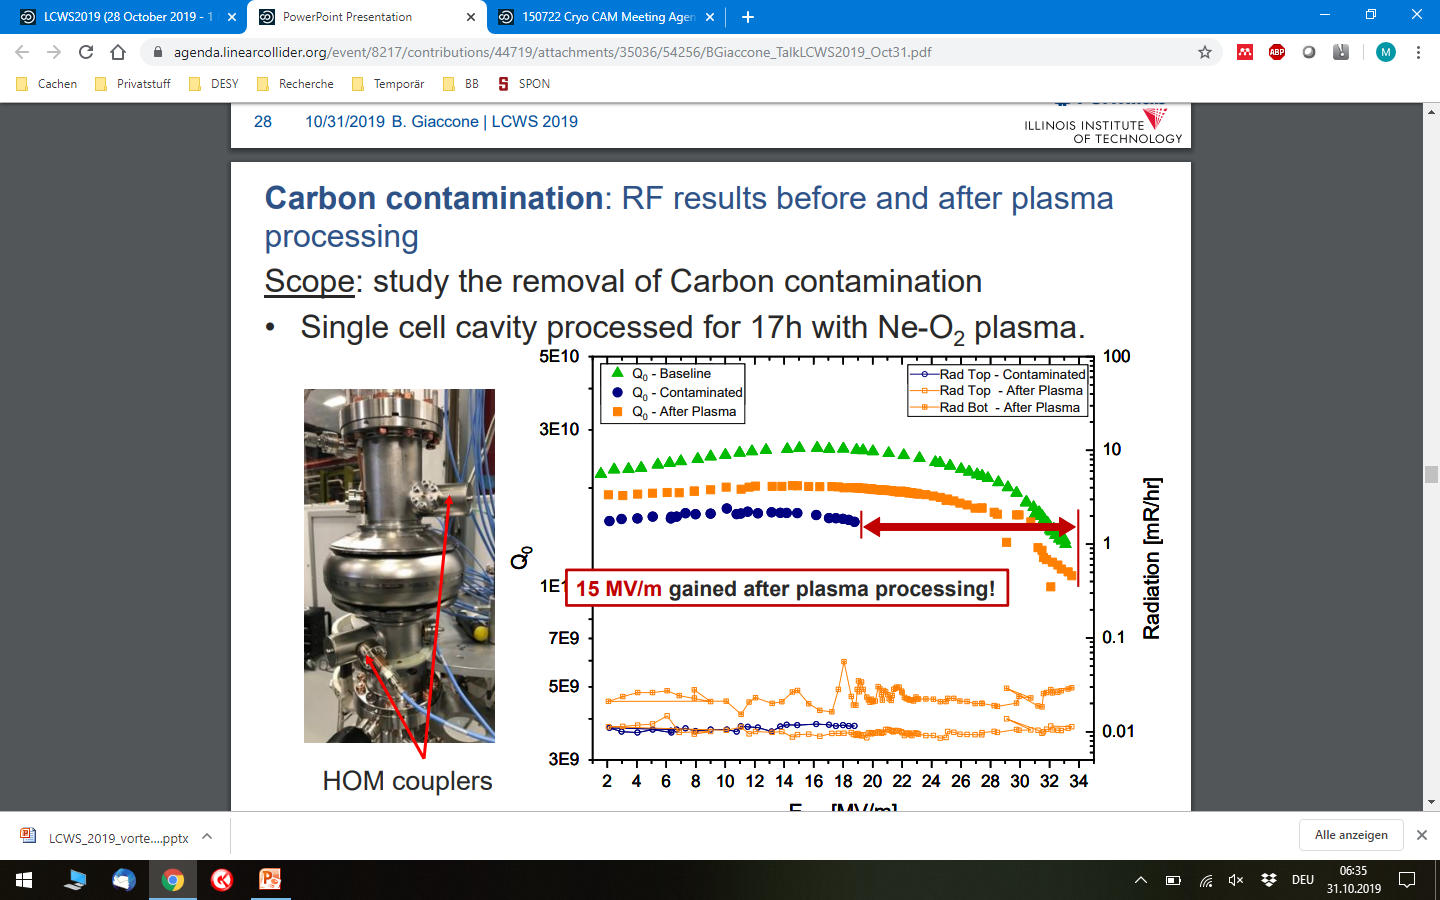 LCWS2019 (28 October 2019 - 1
PowerPoint Presentation
150722 Cryo CAM Meeting Agen
agenda.linearcollider.org/event/8217/contributions/44719/attachments/35036/54256/BGiaccone_TalkLCWS2019_Oct31.pdf
ABP
M
Cachen
Privatstuff
DESY
Recherche
Temporär
BB
S SPON
28 10/31/2019 B. Giaccone | LCWS 2019
ILLINOIS INSTITUTE
OF TECHNOLOGY
Carbon contamination: RF results before and after plasma
processing
Scope: study the removal of Carbon contamination
• Single cell cavity processed for 17h with Ne-O2 plasma.
5E10
3E10
7E9
5E9
3E9
Q0
Q0 - Baseline
Q0 - Contaminated
Q0 - After Plasma
Rad Top - Contaminated
Rad Top - After Plasma
Rad Bot - After Plasma
100
10
1
0.1
0.01
Radiation [mR/hr]
15 MV/m gained after plasma processing!
2 4 6 8 10 12 14 16 18 20 22 24 26 28 30 32 34
[MV/m]
HOM couplers
LCWS_2019_vorte....pptx
Alle anzeigen
DEU
06:35
31.10.2019